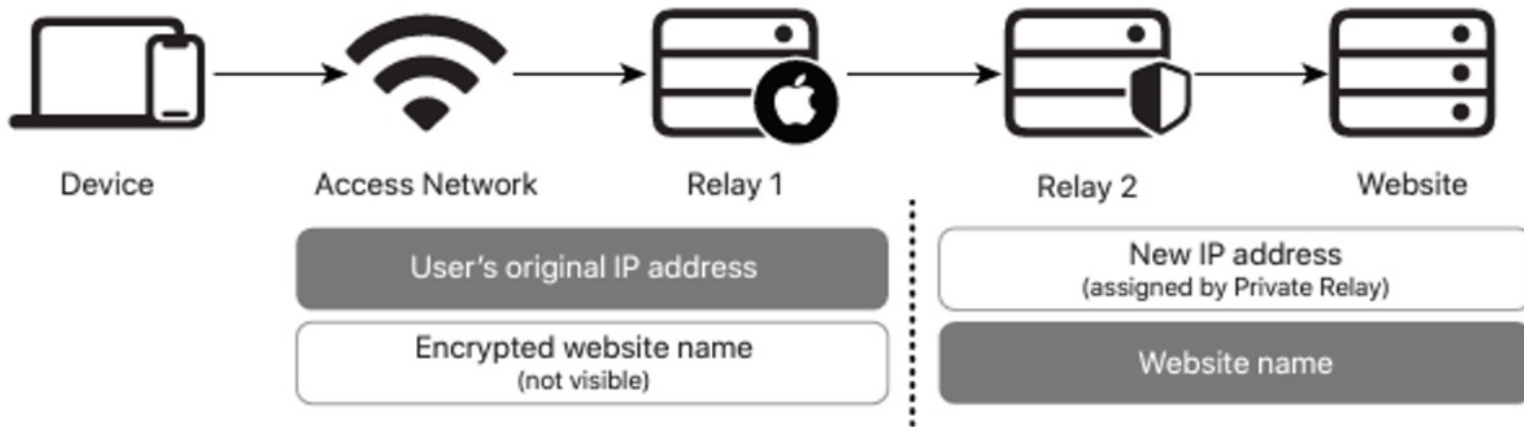 Device
Access Network
Relay 1
Relay 2
Website
User's original IP address
Encrypted website name
(not visible)
New IP address
(assigned by Private Relay)
Website name